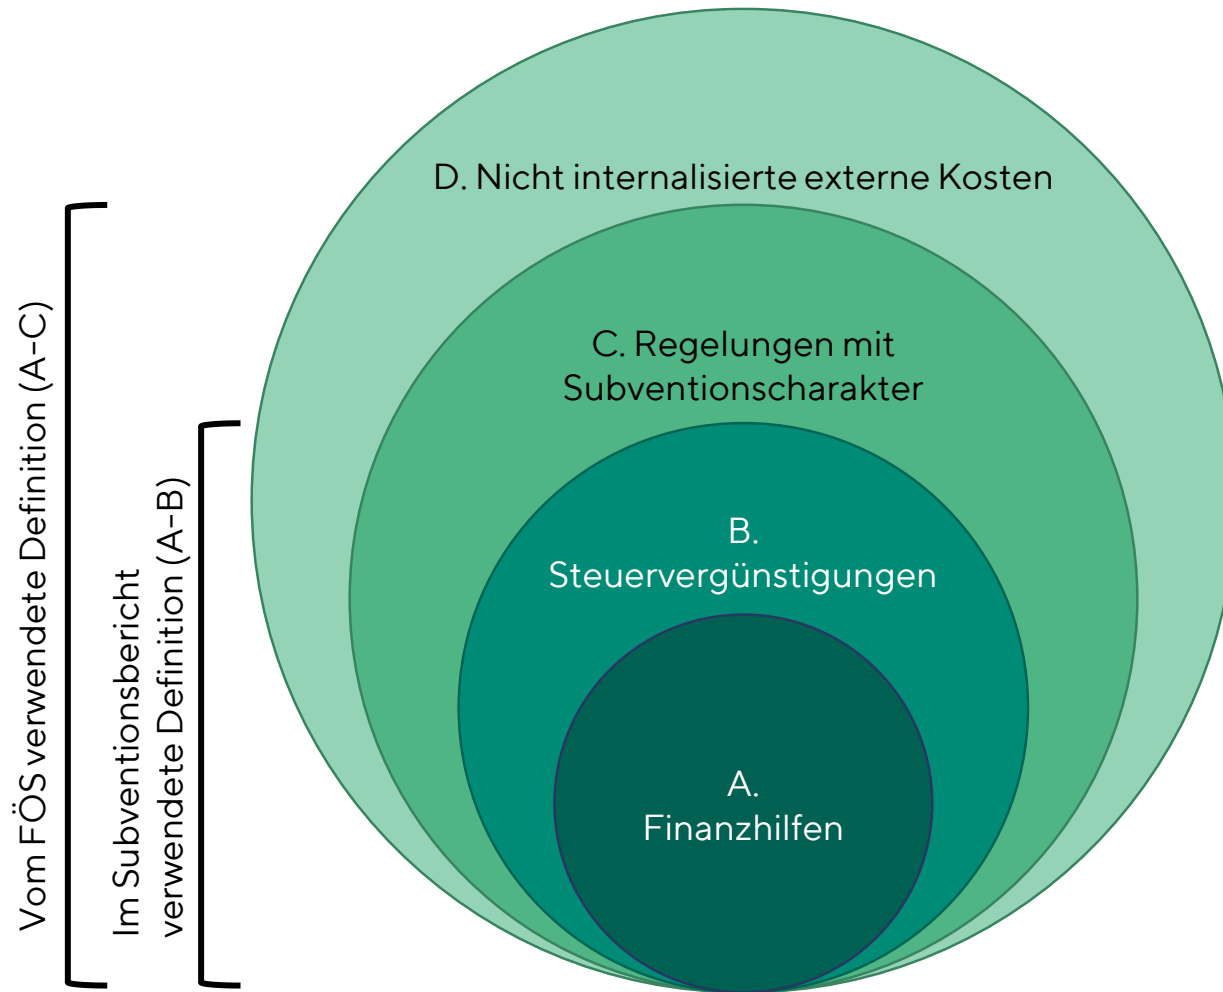 D. Nicht internalisierte externe Kosten
C. Regelungen mit
Subventionscharakter
B.
Steuervergünstigungen
A.
Finanzhilfen
Vom FÖS verwendete Definition (A-C)
Im Subventionsbericht
verwendete Definition (A-B)